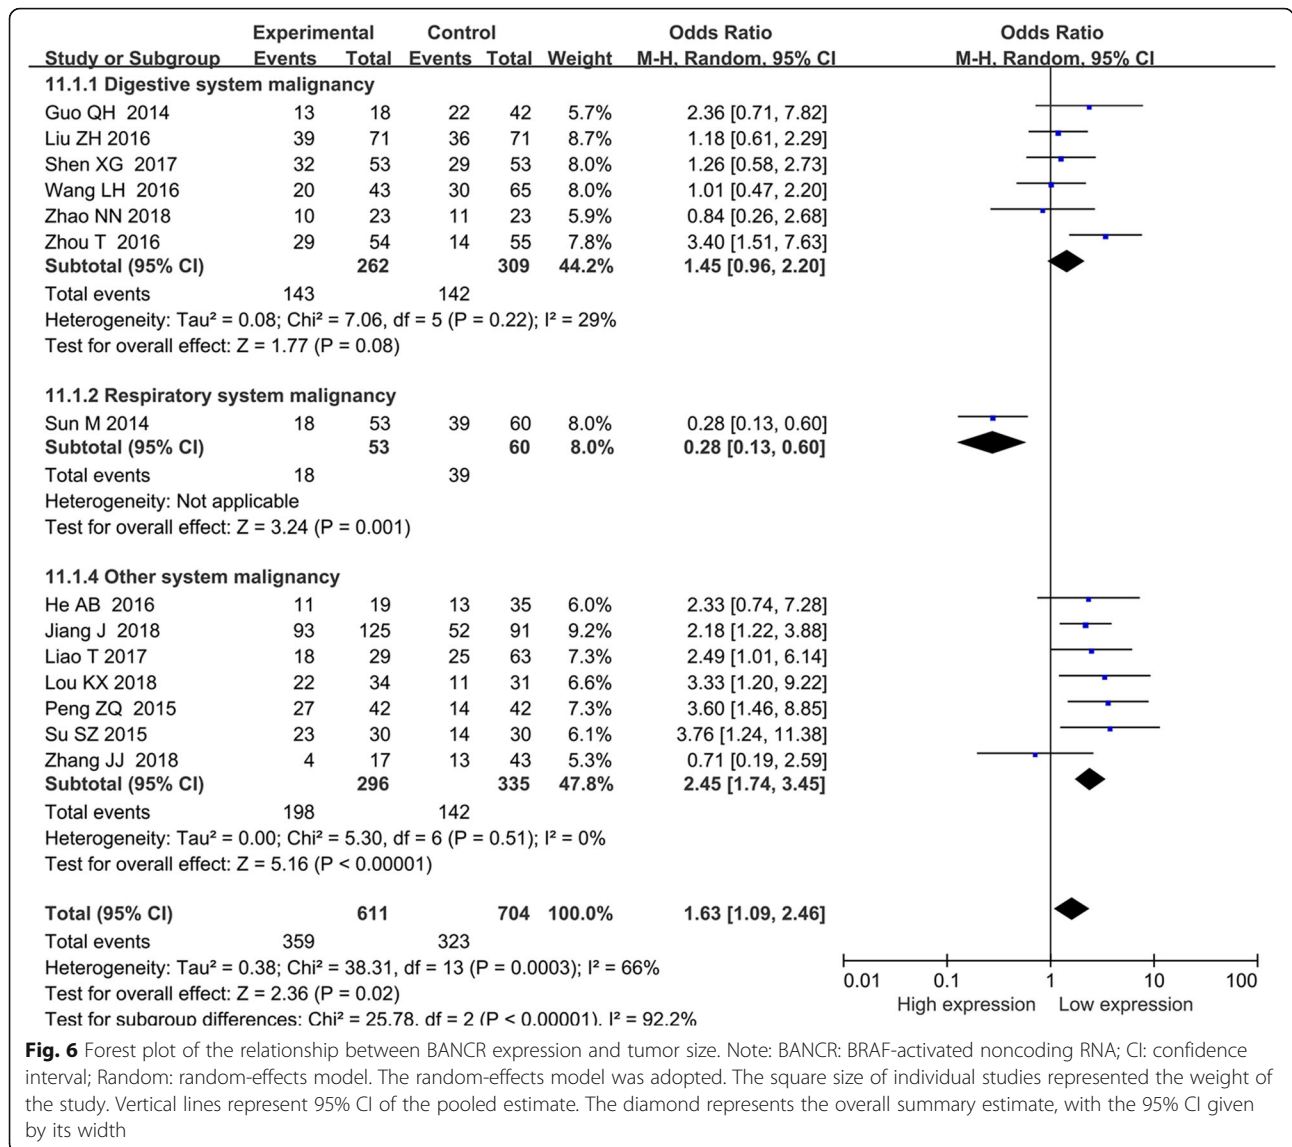 Experimental Control Odds Ratio Odds Ratio
Study or Subgroup Events Total Events Total Weight M-H, Random, 95% CI M-H, Random, 95% CI
11.1.1 Digestive system malignancy
Guo QH 2014 13 18 22 42 5.7% 2.36 [0.71, 7.82]
Liu ZH 2016 39 71 36 71 8.7% 1.18 [0.61, 2.29]
Shen XG 2017 32 53 29 53 8.0% 1.26 [0.58, 2.73]
Wang LH 2016 20 43 30 65 8.0% 1.01 [0.47, 2.20]
Zhao NN 2018 10 23 11 23 5.9% 0.84 [0.26, 2.68]
Zhou T 2016 29 54 14 55 7.8% 3.40 [1.51, 7.63]
Subtotal (95% CI) 262 309 44.2% 1.45 [0.96, 2.20]
Total events 143 142
Heterogeneity: Tau² = 0.08; Chi² = 7.06, df = 5 (P = 0.22); I² = 29%
Test for overall effect: Z = 1.77 (P = 0.08)
11.1.2 Respiratory system malignancy
Sun M 2014 18 53 39 60 8.0% 0.28 [0.13, 0.60]
Subtotal (95% CI) 53 60 8.0% 0.28 [0.13, 0.60]
Total events 18 39
Heterogeneity: Not applicable
Test for overall effect: Z = 3.24 (P = 0.001)
11.1.4 Other system malignancy
He AB 2016 11 19 13 35 6.0% 2.33 [0.74, 7.28]
Jiang J 2018 93 125 52 91 9.2% 2.18 [1.22, 3.88]
Liao T 2017 18 29 25 63 7.3% 2.49 [1.01, 6.14]
Lou KX 2018 22 34 11 31 6.6% 3.33 [1.20, 9.22]
Peng ZQ 2015 27 42 14 42 7.3% 3.60 [1.46, 8.85]
Su SZ 2015 23 30 14 30 6.1% 3.76 [1.24, 11.38]
Zhang JJ 2018 4 17 13 43 5.3% 0.71 [0.19, 2.59]
Subtotal (95% CI) 296 335 47.8% 2.45 [1.74, 3.45]
Total events 198 142
Heterogeneity: Tau² = 0.00; Chi² = 5.30, df = 6 (P = 0.51); I² = 0%
Test for overall effect: Z = 5.16 (P < 0.00001)
Total (95% CI) 611 704 100.0% 1.63 [1.09, 2.46]
Total events 359 323
Heterogeneity: Tau² = 0.38; Chi² = 38.31, df = 13 (P = 0.0003); I² = 66%
Test for overall effect: Z = 2.36 (P = 0.02)
Test for subgroup differences: Chi² = 25.78, df = 2 (P < 0.00001), I² = 92.2%
0.01 0.1 1 10 100
High expression Low expression
Fig. 6 Forest plot of the relationship between BANCR expression and tumor size. Note: BANCR: BRAF-activated noncoding RNA; CI: confidence
interval; Random: random-effects model. The random-effects model was adopted. The square size of individual studies represented the weight of
the study. Vertical lines represent 95% CI of the pooled estimate. The diamond represents the overall summary estimate, with the 95% CI given
by its width